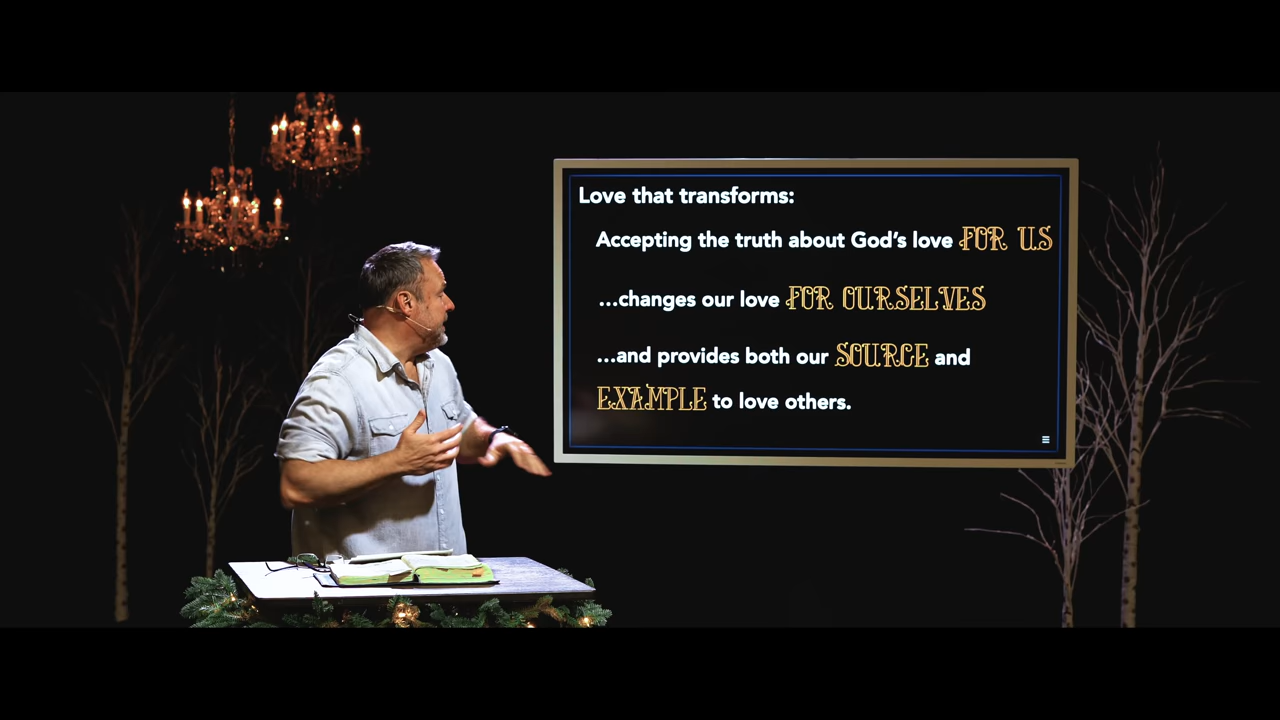 Love that transforms:
Accepting the truth about God's love FOR US
...changes our love FOR OURSELVES
...and provides both our SOURCE and
EXAMPLE to love others.